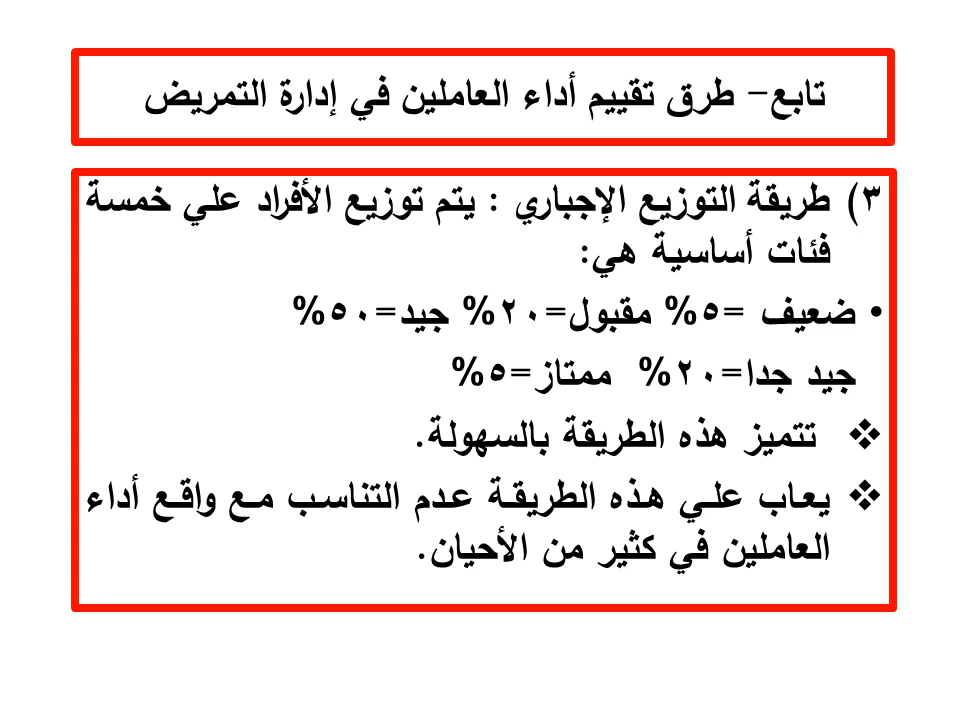 تابع- طرق تقييم أداء العاملين في إدارة التمريض
٣) طريقة التوزيع الإجباري : يتم توزيع الأفراد علي خمسة
فئات أساسية هي:
• ضعيف =٥% مقبول=٢٠% جيد=٥٠%
جيد جدا=٢٠% ممتاز=٥%
❖ تتميز هذه الطريقة بالسهولة.
❖ يعاب علي هذه الطريقة عدم التناسب مع واقع أداء
العاملين في كثير من الأحيان.